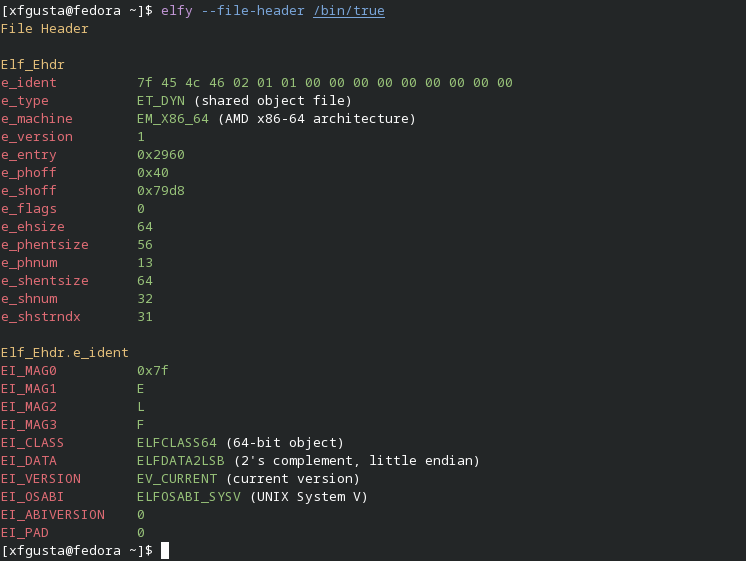 [xfgusta@fedora ~]$ elfy --file-header /bin/true
File Header

Elf_Ehdr
e_ident          7f 45 4c 46 02 01 01 00 00 00 00 00 00 00 00 00
e_type           ET_DYN (shared object file)
e_machine        EM_X86_64 (AMD x86-64 architecture)
e_version        1
e_entry          0x2960
e_phoff          0x40
e_shoff          0x79d8
e_flags          0
e_ehsize         64
e_phentsize      56
e_phnum          13
e_shentsize      64
e_shnum          32
e_shstrndx       31

Elf_Ehdr.e_ident
EI_MAG0          0x7f
EI_MAG1          E
EI_MAG2          L
EI_MAG3          F
EI_CLASS         ELFCLASS64 (64-bit object)
EI_DATA          ELFDATA2LSB (2's complement, little endian)
EI_VERSION       EV_CURRENT (current version)
EI_OSABI         ELFOSABI_SYSV (UNIX System V)
EI_ABIVERSION    0
EI_PAD           0
[xfgusta@fedora ~]$